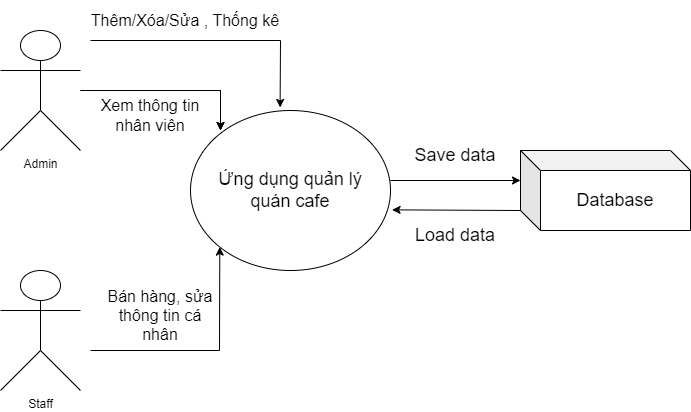 Thêm/Xóa/Sửa , Thống kê
Xem thông tin
nhân viên
Admin
Ứng dụng quản lý
quán cafe
Save data
Database
Load data
Bán hàng, sửa
thông tin cá
nhân
Staff